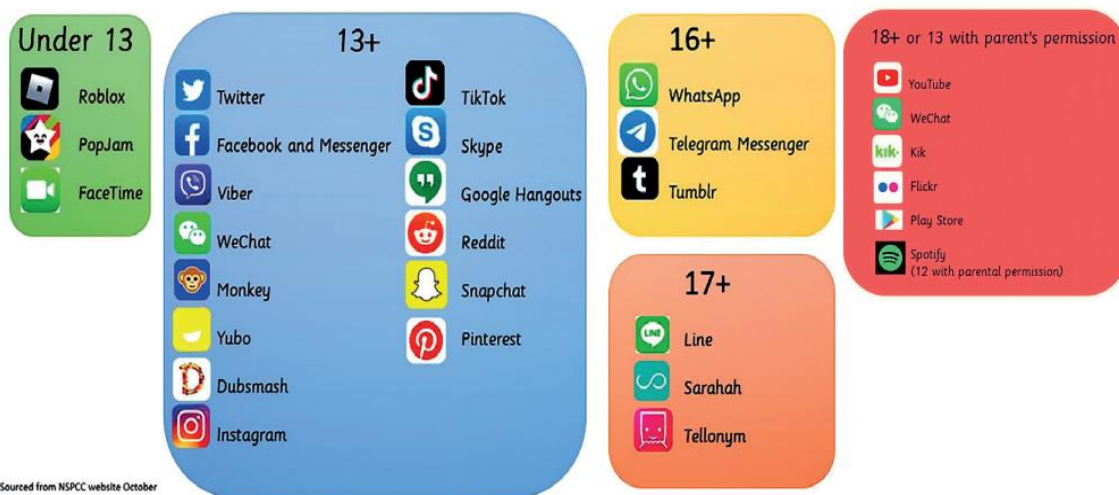 Under 13
Roblox
PopJam
FaceTime
13+
Twitter
Facebook and Messenger
Viber
WeChat
Monkey
Yubo
Dubsmash
Instagram
TikTok
Skype
Google Hangouts
Reddit
Snapchat
Pinterest
16+
WhatsApp
Telegram Messenger
t
Tumblr
17+
LINE
Line
Sarahah
Tellonym
18+ or 13 with parent's permission
YouTube
WeChat
kik·
Kik
Flickr
Play Store
Spotify
(12 with parental permission)
Sourced from NSPCC website October